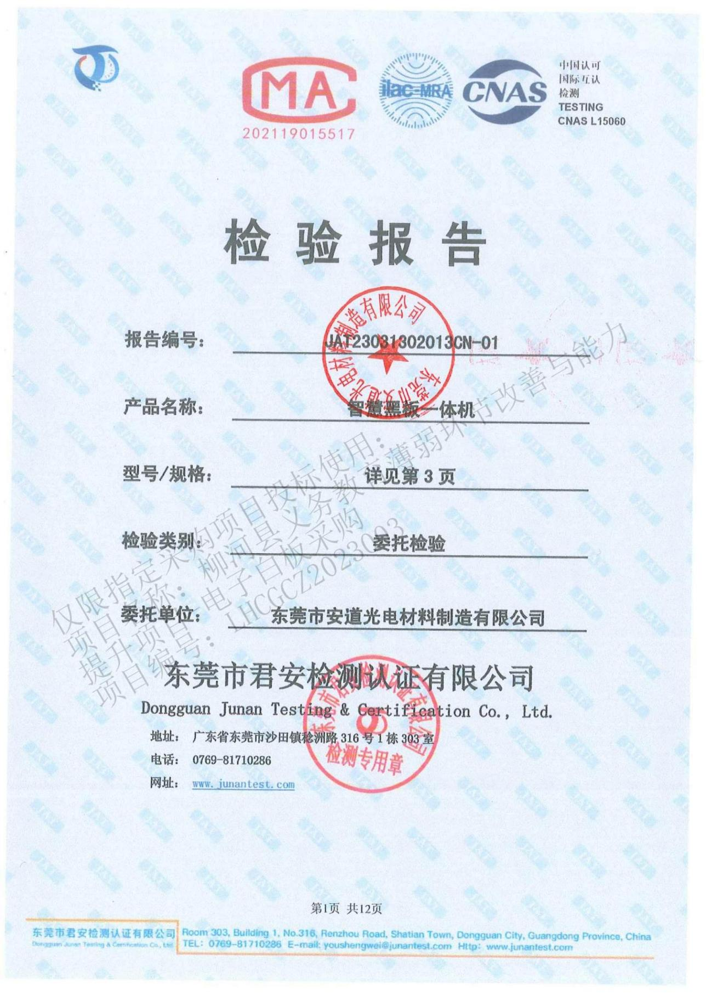 CMA
202119015517
ilac-MRA
CNAS
中国认可
国际互认
检测
TESTING
CNAS L15060
检验报告
报告编号： JAT23031302013CN-01
产品名称： 智慧黑板一体机
型号/规格： 详见第 3 页
检验类别： 委托检验
委托单位： 东莞市安道光电材料制造有限公司
东莞市安道光电材料制造有限公司
仅限指定采购项目投标使用：
项目名称：柳河县义务教育薄弱环节改善与能力
提升项目 电子白板采购
项目编号：LHCGCZ2023003
东莞市君安检测认证有限公司
Dongguan Junan Testing & Certification Co., Ltd.
地址： 广东省东莞市沙田镇稔洲路 316 号 1 栋 303 室
电话： 0769-81710286
网址： www.junantest.com
东莞市君安检测认证有限公司
检测专用章
第1页 共12页
东莞市君安检测认证有限公司
Dongguan Junan Testing & Certification Co., Ltd
Room 303, Building 1, No.316, Renzhou Road, Shatian Town, Dongguan City, Guangdong Province, China
TEL: 0769-81710286 E-mail: youshengwei@junantest.com Http: www.junantest.com